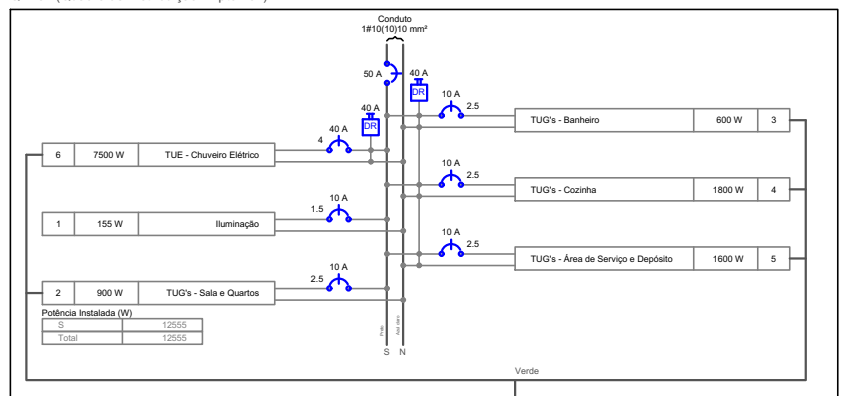 Conduto
1#10(10)10 mm²
50 A
40 A
DR
10 A
2.5
TUG's - Banheiro
600 W
3
40 A
DR
40 A
4
6
7500 W
TUE - Chuveiro Elétrico
10 A
2.5
TUG's - Cozinha
1800 W
4
10 A
1.5
1
155 W
Iluminação
10 A
2.5
TUG's - Área de Serviço e Depósito
1600 W
5
10 A
2.5
2
900 W
TUG's - Sala e Quartos
Potência Instalada (W)
S 12555
Total 12555
Preto
Azul claro
S N
Verde